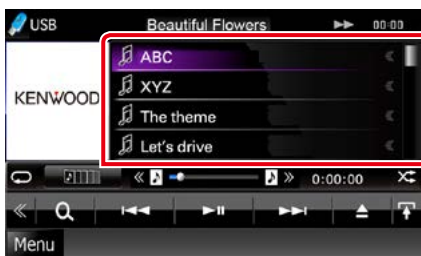 USB Beautiful Flowers 00:00
ABC
XYZ
KENWOOD
The theme
Let's drive
0:00:00
Menu